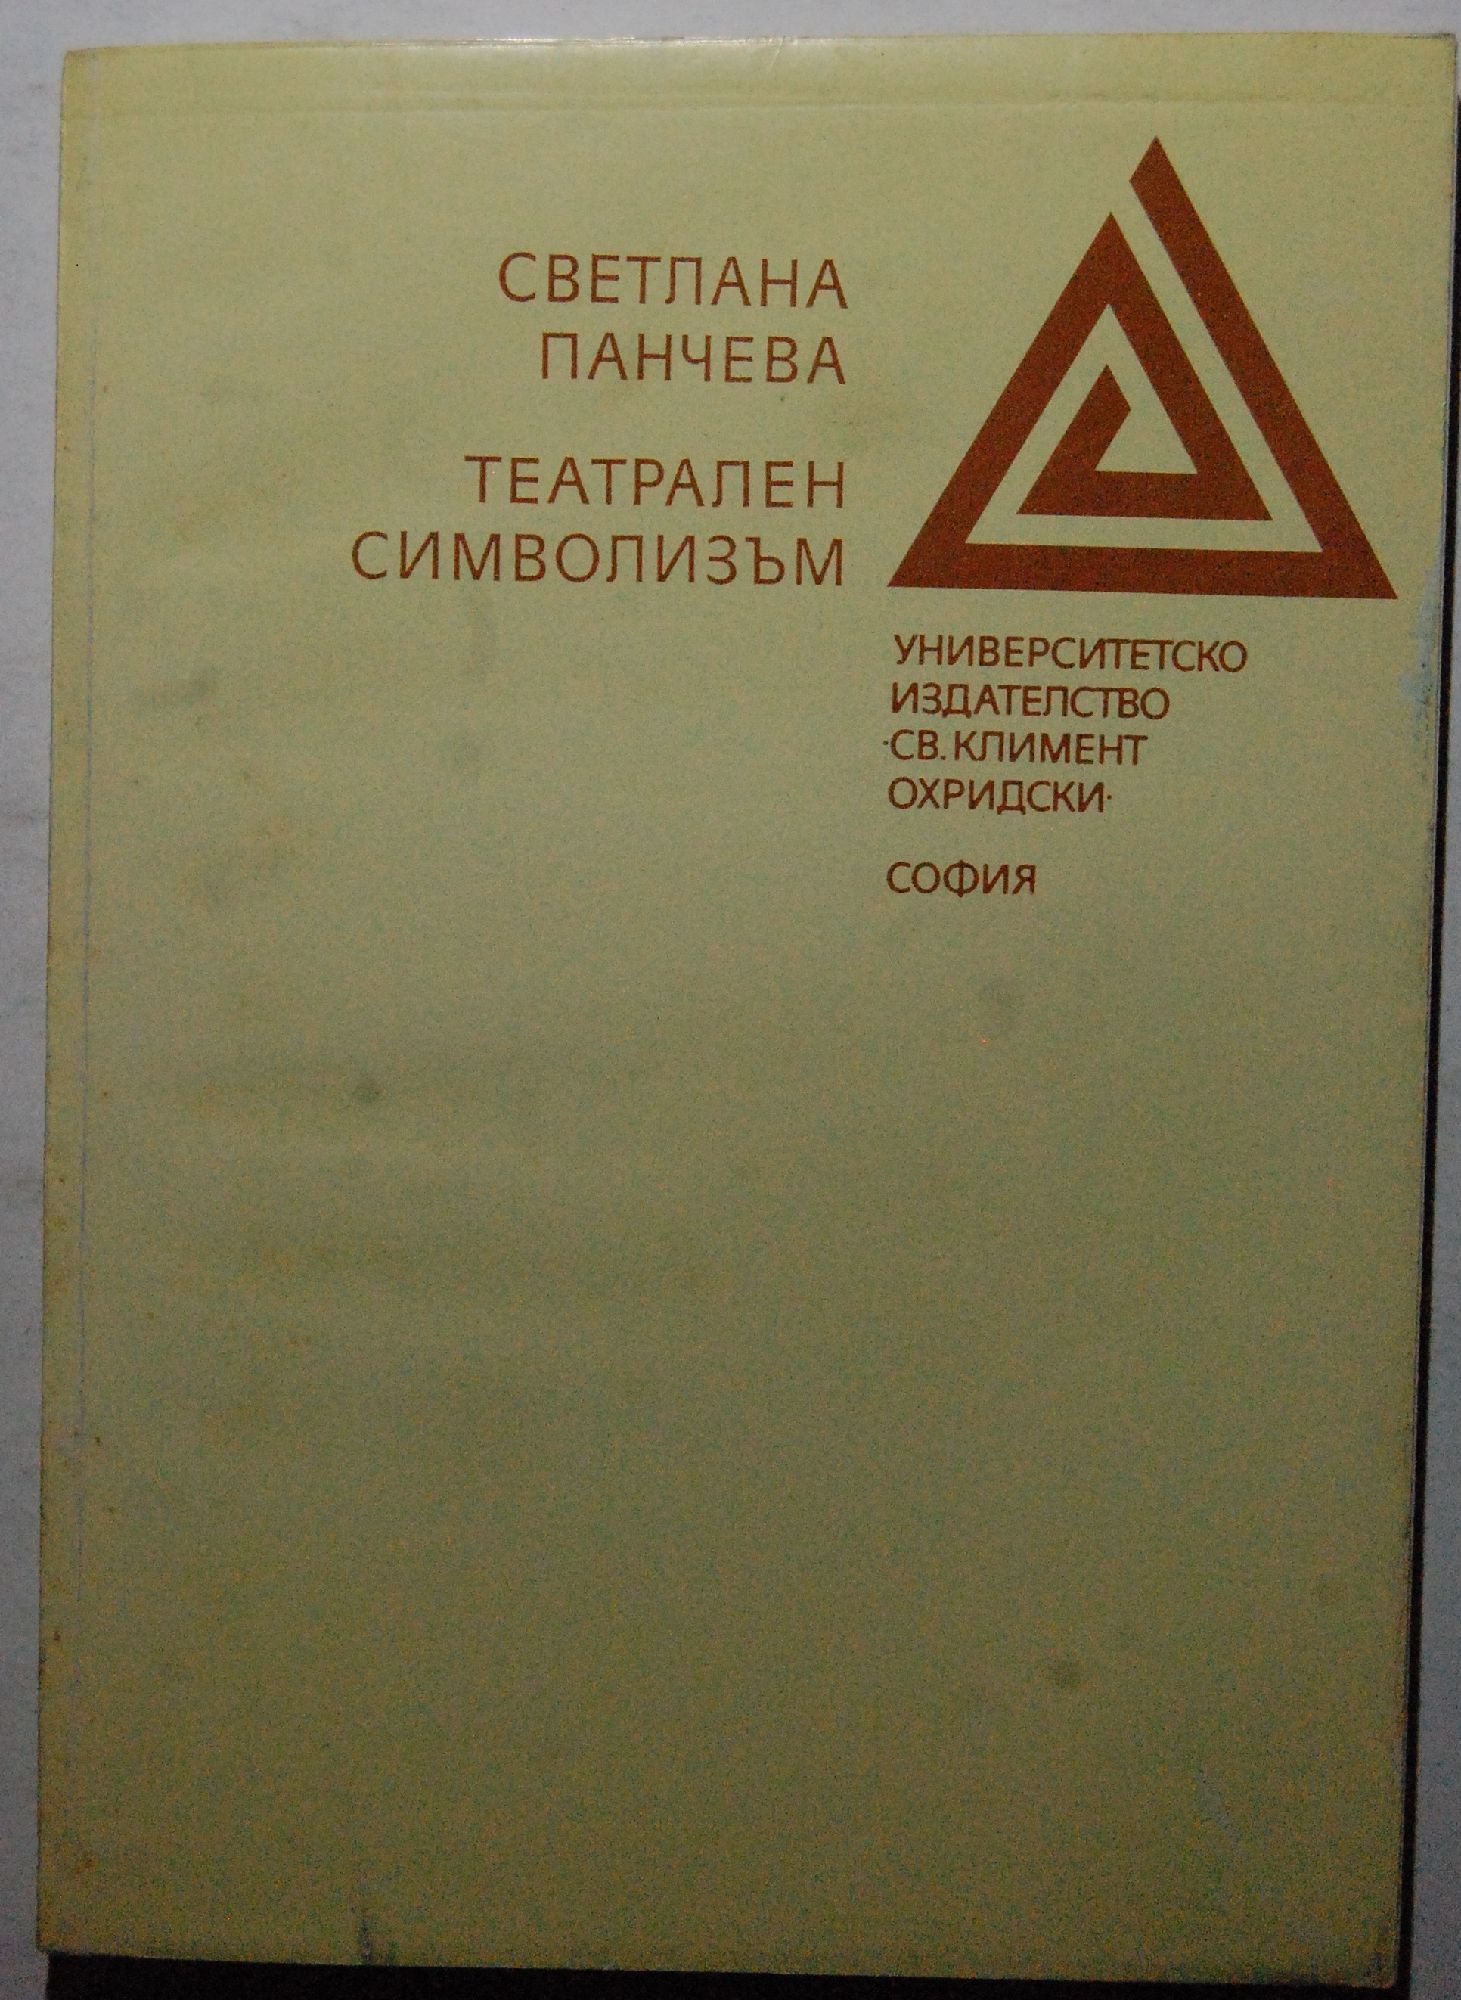 СВЕТЛАНА
ПАНЧЕВА
ТЕАТРАЛЕН
СИМВОЛИЗЪМ
УНИВЕРСИТЕТСКО
ИЗДАТЕЛСТВО
·СВ. КЛИМЕНТ
ОХРИДСКИ·
СОФИЯ